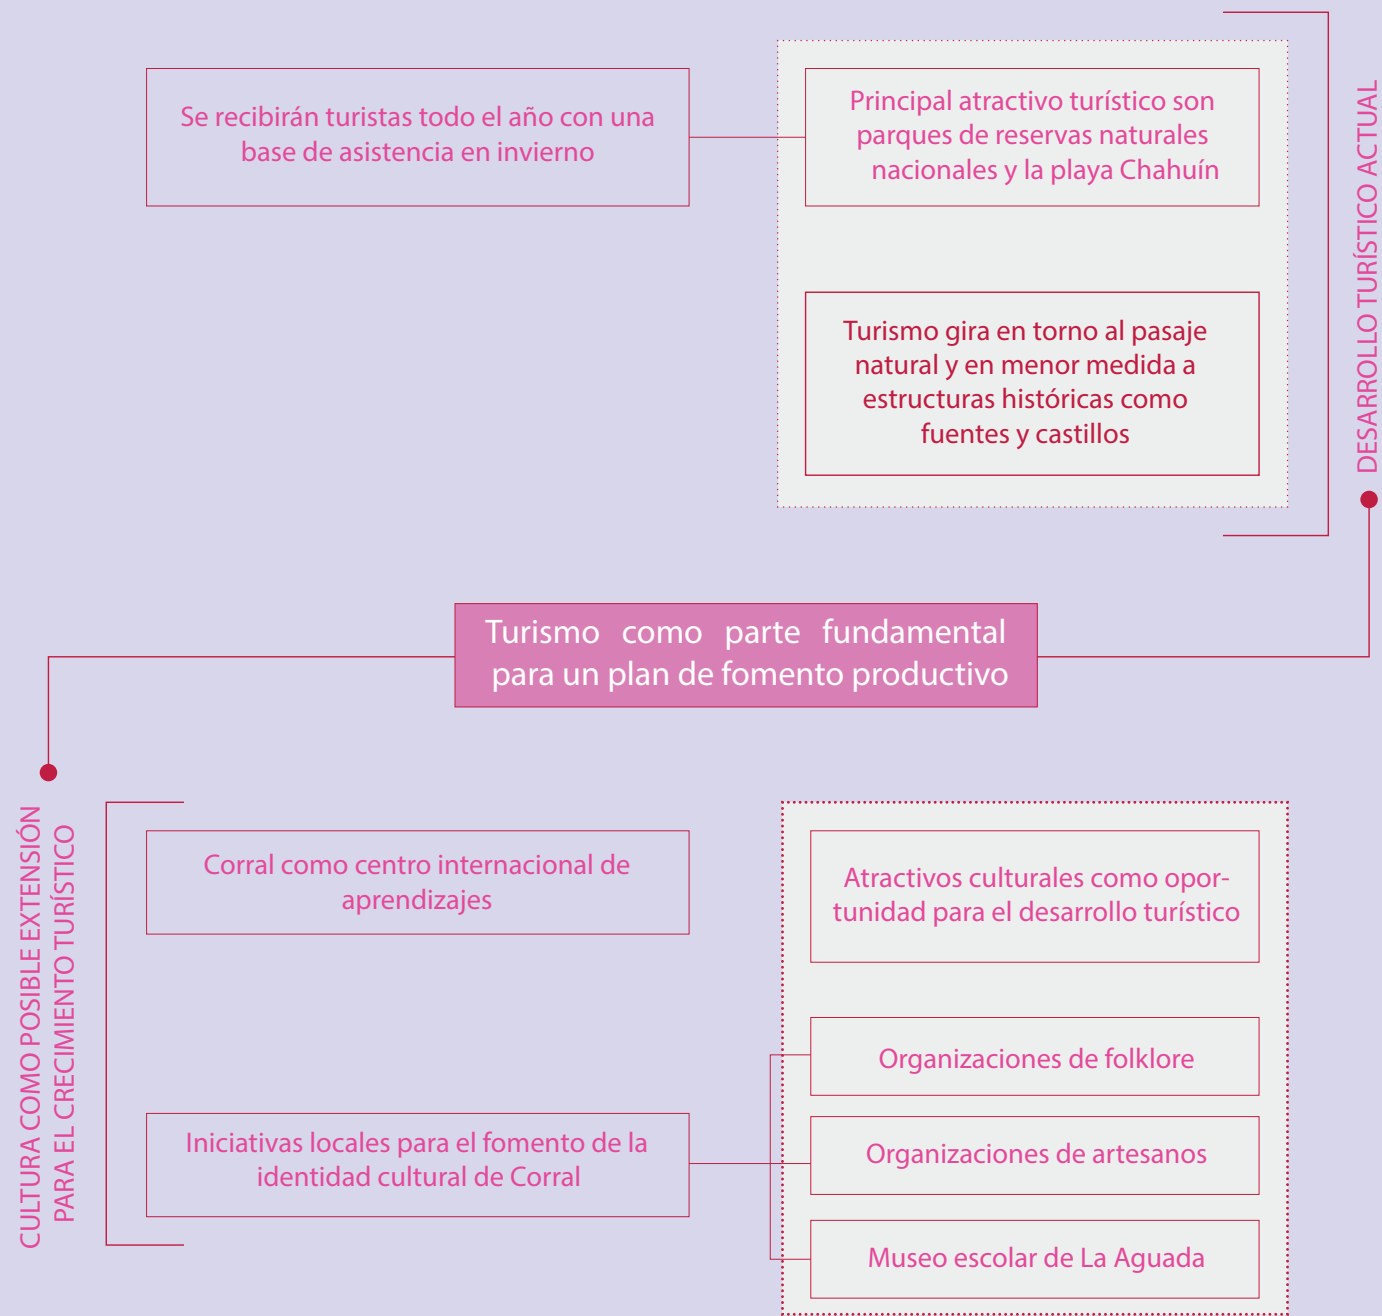 Se recibirán turistas todo el año con una
base de asistencia en invierno
Principal atractivo turístico son
parques de reservas naturales
nacionales y la playa Chahuín
Turismo gira en torno al pasaje
natural y en menor medida a
estructuras históricas como
fuentes y castillos
DESARROLLO TURÍSTICO ACTUAL
Turismo como parte fundamental
para un plan de fomento productivo
CULTURA COMO POSIBLE EXTENSIÓN
PARA EL CRECIMIENTO TURÍSTICO
Corral como centro internacional de
aprendizajes
Atractivos culturales como opor-
tunidad para el desarrollo turístico
Iniciativas locales para el fomento de la
identidad cultural de Corral
Organizaciones de folklore
Organizaciones de artesanos
Museo escolar de La Aguada